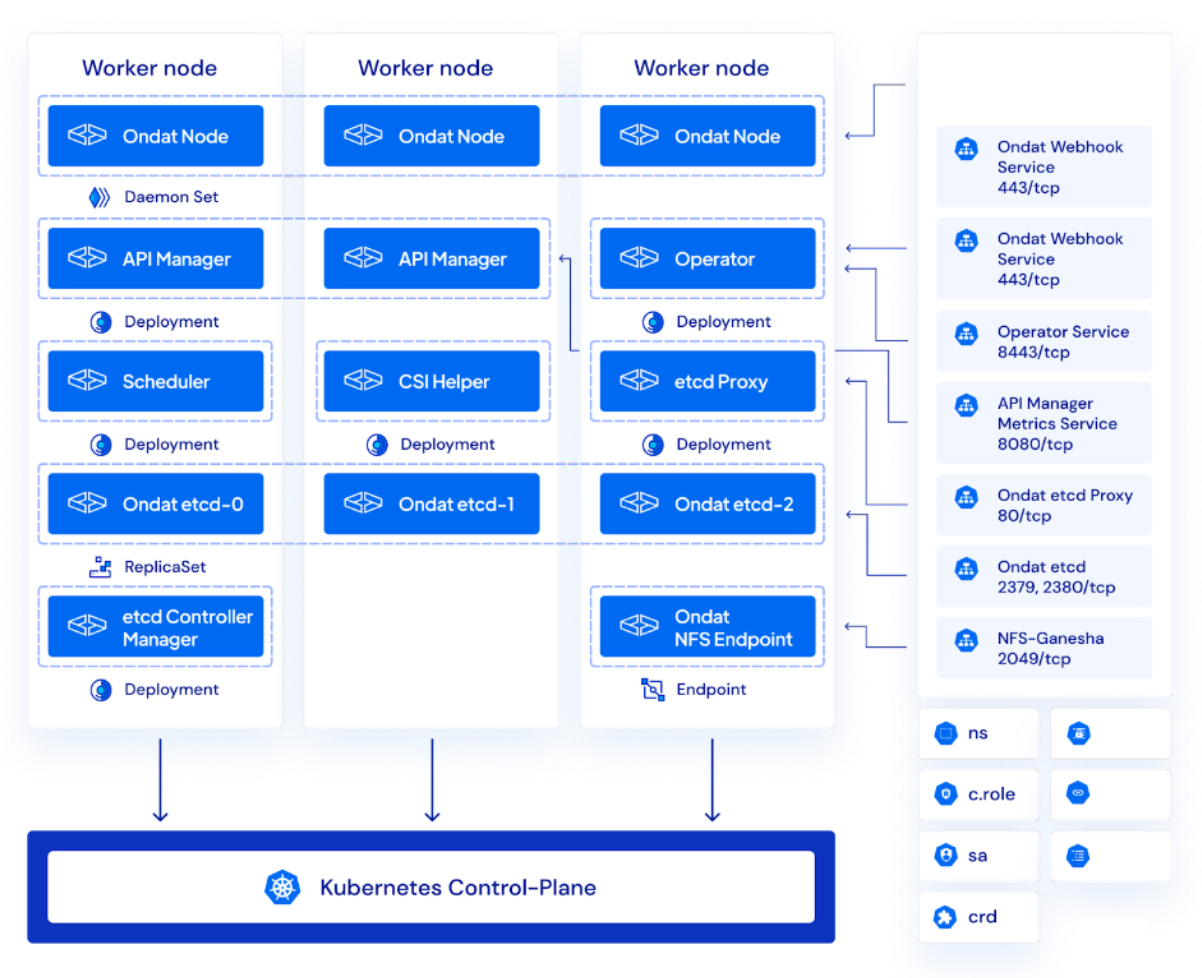 Worker node
Worker node
Worker node
Ondat Node
Ondat Node
Ondat Node
Daemon Set
API Manager
API Manager
Operator
Deployment
Deployment
Scheduler
CSI Helper
etcd Proxy
Deployment
Deployment
Deployment
Ondat etcd-0
Ondat etcd-1
Ondat etcd-2
ReplicaSet
etcd Controller
Manager
Ondat
NFS Endpoint
Deployment
Endpoint
Kubernetes Control-Plane
Ondat Webhook
Service
443/tcp
Ondat Webhook
Service
443/tcp
Operator Service
8443/tcp
API Manager
Metrics Service
8080/tcp
Ondat etcd Proxy
80/tcp
Ondat etcd
2379, 2380/tcp
NFS-Ganesha
2049/tcp
ns
c.role
sa
crd